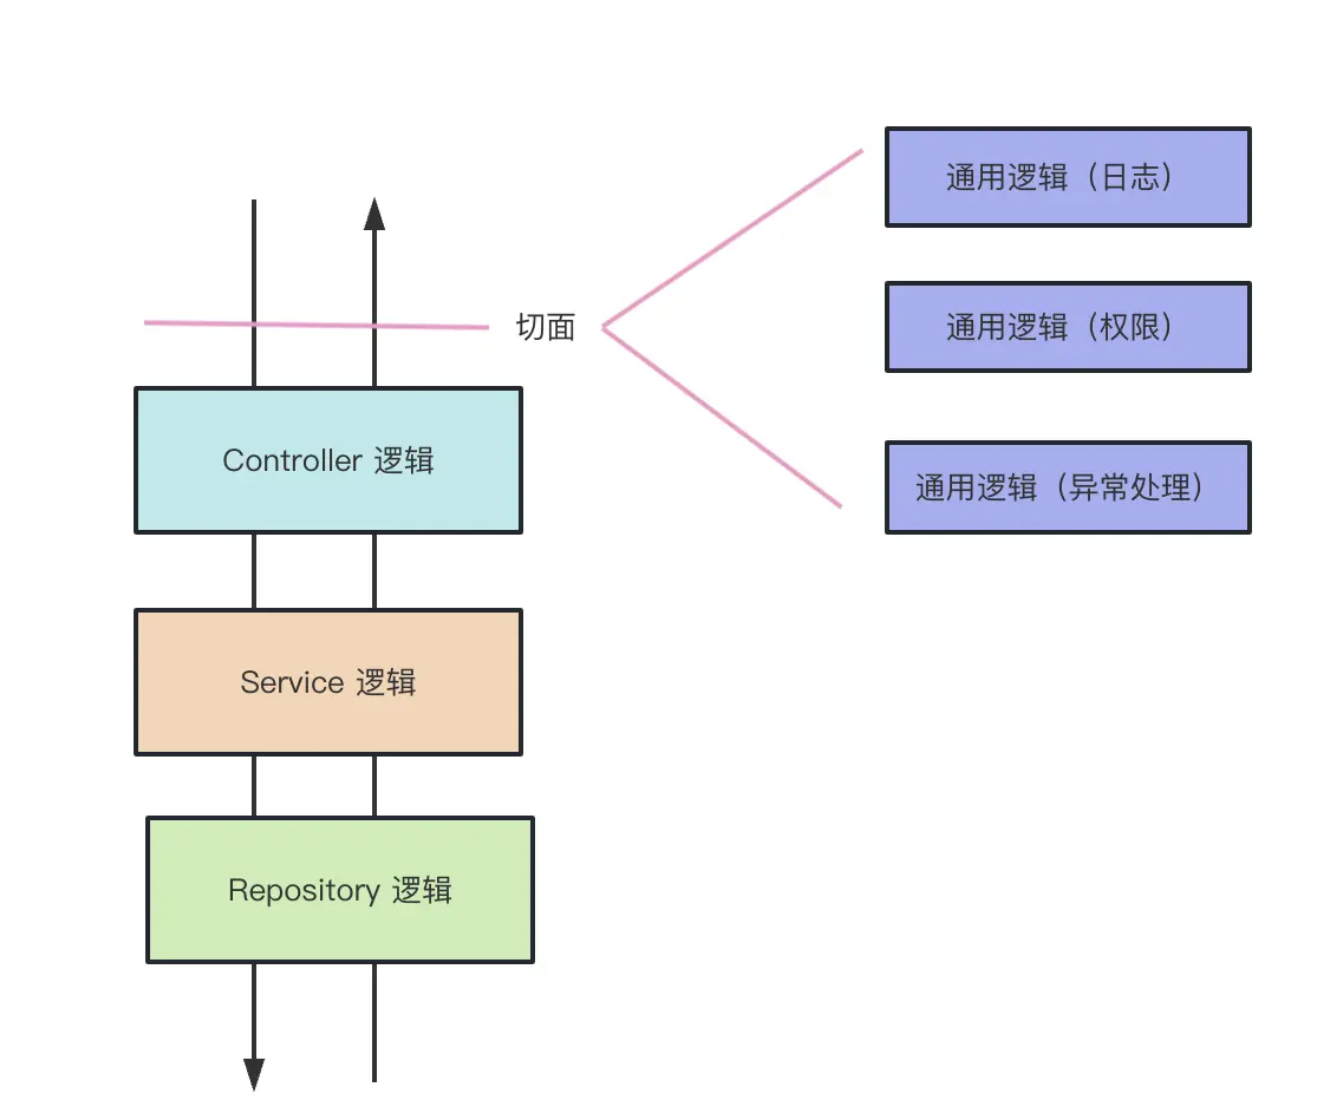 通用逻辑（日志）
切面
通用逻辑（权限）
Controller 逻辑
通用逻辑（异常处理）
Service 逻辑
Repository 逻辑